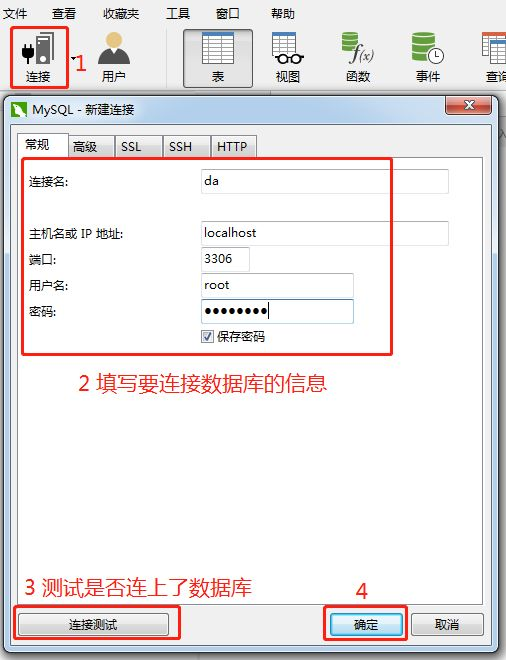 文件 查看 收藏夹 工具 窗口 帮助
连接 1 用户 表 视图 f(x) 函数 事件
MySQL - 新建连接
常规 高级 SSL SSH HTTP
连接名: da
主机名或 IP 地址: localhost
端口: 3306
用户名: root
密码: ●●●●●●●●
保存密码
2 填写要连接数据库的信息
3 测试是否连上了数据库 4
连接测试 确定 取消